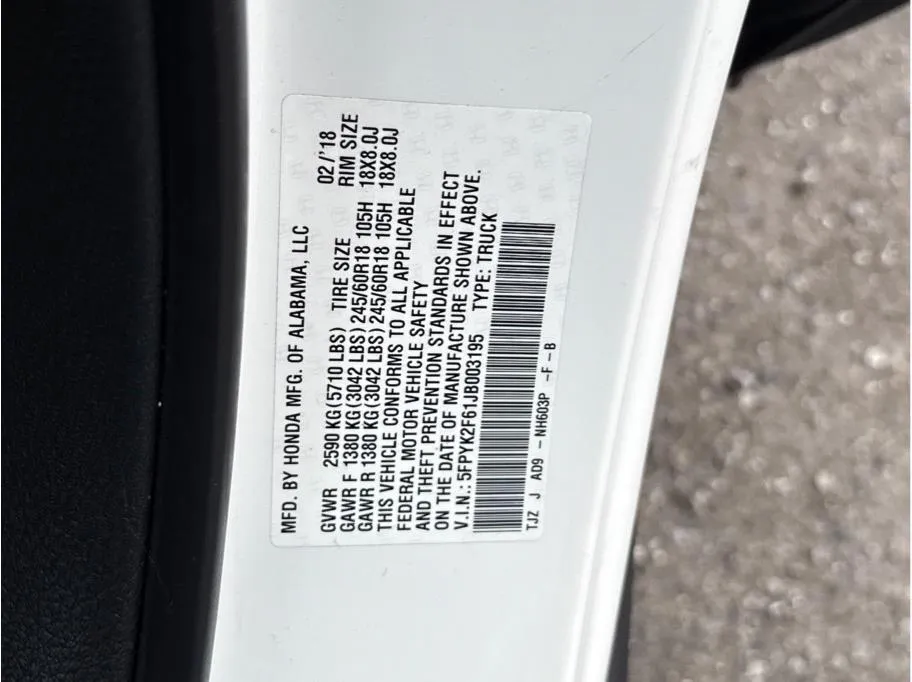 MFD. BY HONDA MFG. OF ALABAMA, LLC 02/'18
GVWR 2590 KG(5710 LBS) TIRE SIZE RIM SIZE
GAWR F 1380 KG(3042 LBS)245/60R18 105H 18X8.0J
GAWR R 1380 KG(3042 LBS)245/60R18 105H 18X8.0J
THIS VEHICLE CONFORMS TO ALL APPLICABLE
FEDERAL MOTOR VEHICLE SAFETY
AND THEFT PREVENTION STANDARDS IN EFFECT
ON THE DATE OF MANUFACTURE SHOWN ABOVE.
V.I.N.: 5FPYK2F61JB003195 TYPE: TRUCK
TJZ J A09 - NH603P -F - B